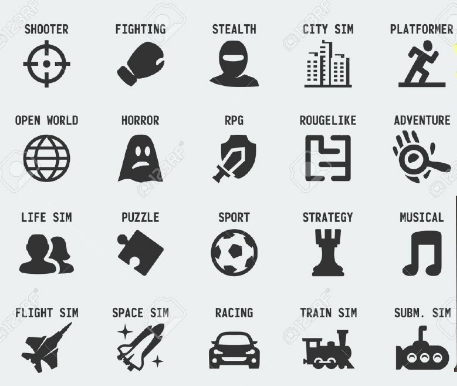 SHOOTER FIGHTING STEALTH CITY SIM PLATFORMER
OPEN WORLD HORROR RPG ROUGELIKE ADVENTURE
LIFE SIM PUZZLE SPORT STRATEGY MUSICAL
FLIGHT SIM SPACE SIM RACING TRAIN SIM SUBM. SIM